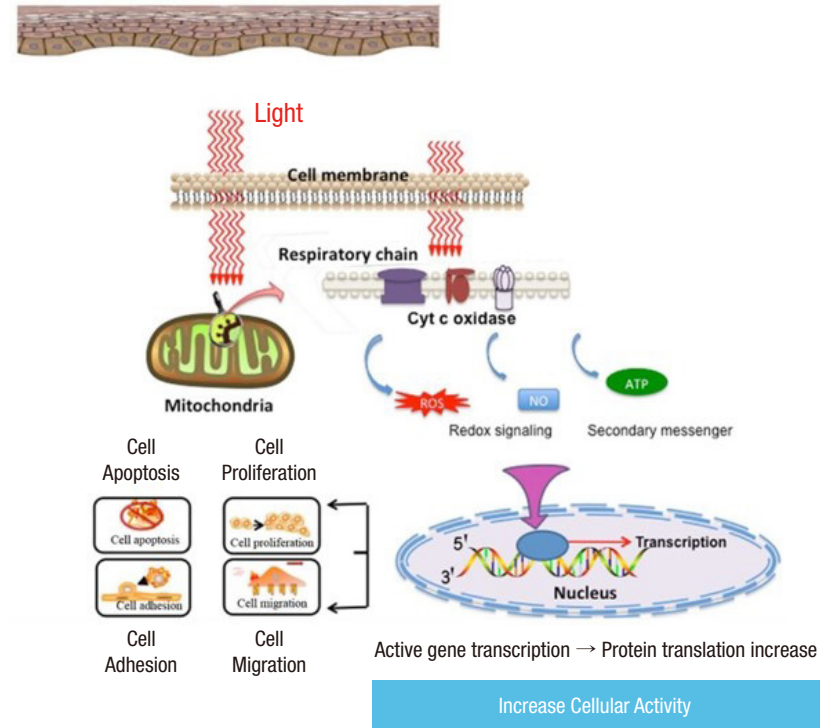 Light
Cell membrane
Respiratory chain
Cyt c oxidase
Mitochondria
ROS
NO
ATP
Redox signaling
Secondary messenger
Cell
Apoptosis
Cell
Proliferation
Cell apoptosis
Cell proliferation
Cell adhesion
Cell migration
Cell
Adhesion
Cell
Migration
5'
3'
Transcription
Nucleus
Active gene transcription → Protein translation increase
Increase Cellular Activity